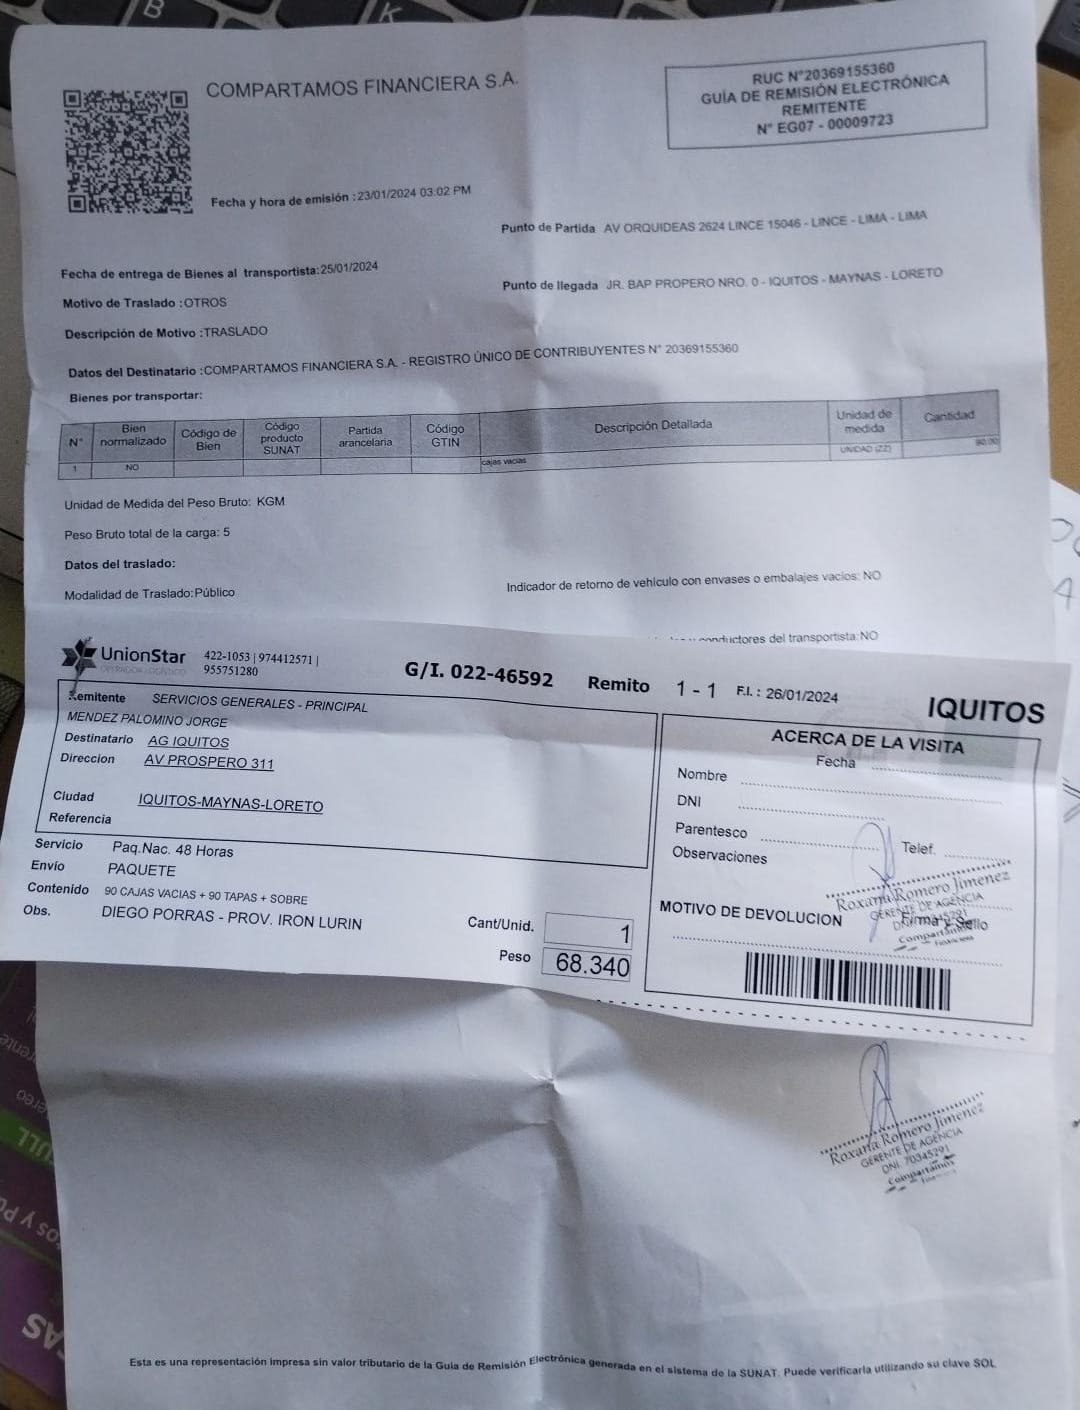 B
K
COMPARTAMOS FINANCIERA S.A.
RUC N°20369155360
GUÍA DE REMISIÓN ELECTRÓNICA
REMITENTE
N° EG07 - 00009723
Fecha y hora de emisión :23/01/2024 03:02 PM
Punto de Partida AV ORQUIDEAS 2624 LINCE 15046 - LINCE - LIMA - LIMA
Fecha de entrega de Bienes al transportista:25/01/2024
Punto de llegada JR. BAP PROPERO NRO. 0 - IQUITOS - MAYNAS - LORETO
Motivo de Traslado :OTROS
Descripción de Motivo :TRASLADO
Datos del Destinatario :COMPARTAMOS FINANCIERA S.A. - REGISTRO ÚNICO DE CONTRIBUYENTES N° 20369155360
Bienes por transportar:
N° Bien normalizado Código de Bien Código producto SUNAT Partida arancelaria Código GTIN Descripción Detallada Unidad de medida Cantidad
1 NO cajas vacias UNIDAD (ZZ) 90.00
Unidad de Medida del Peso Bruto: KGM
Peso Bruto total de la carga: 5
Datos del traslado:
Modalidad de Traslado:Público
Indicador de retorno de vehículo con envases o embalajes vacíos: NO
conductores del transportista:NO
UnionStar
OPERADOR LOGÍSTICO
422-1053 | 974412571 |
955751280
G/I. 022-46592
Remito 1 - 1 F.I. : 26/01/2024
IQUITOS
Remitente SERVICIOS GENERALES - PRINCIPAL
MENDEZ PALOMINO JORGE
Destinatario AG IQUITOS
Direccion AV PROSPERO 311
Ciudad IQUITOS-MAYNAS-LORETO
Referencia
Servicio Paq.Nac. 48 Horas
Envío PAQUETE
Contenido 90 CAJAS VACIAS + 90 TAPAS + SOBRE
Obs. DIEGO PORRAS - PROV. IRON LURIN
Cant/Unid. 1
Peso 68.340
ACERCA DE LA VISITA
Fecha
Nombre
DNI
Parentesco
Telef.
Observaciones
MOTIVO DE DEVOLUCION
Firma y Sello
Roxana Romero Jimenez
GERENTE DE AGENCIA
Compartamos
Financiera
Roxana Romero Jimenez
GERENTE DE AGENCIA
DNI. 70345291
Compartamos
Esta es una representación impresa sin valor tributario de la Guía de Remisión Electrónica generada en el sistema de la SUNAT. Puede verificarla utilizando su clave SOL